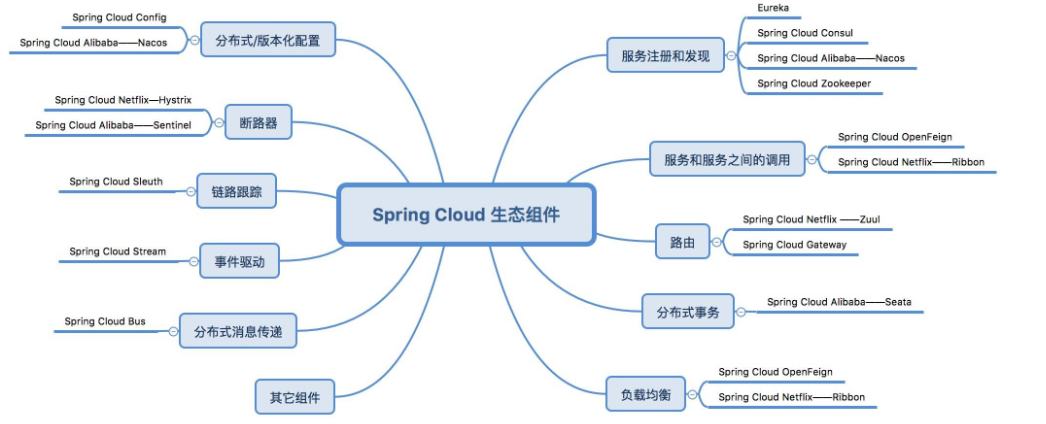 Spring Cloud 生态组件
分布式/版本化配置
Spring Cloud Config
Spring Cloud Alibaba——Nacos
断路器
Spring Cloud Netflix—Hystrix
Spring Cloud Alibaba——Sentinel
链路跟踪
Spring Cloud Sleuth
事件驱动
Spring Cloud Stream
分布式消息传递
Spring Cloud Bus
其它组件
服务注册和发现
Eureka
Spring Cloud Consul
Spring Cloud Alibaba——Nacos
Spring Cloud Zookeeper
服务和服务之间的调用
Spring Cloud OpenFeign
Spring Cloud Netflix——Ribbon
路由
Spring Cloud Netflix ——Zuul
Spring Cloud Gateway
分布式事务
Spring Cloud Alibaba——Seata
负载均衡
Spring Cloud OpenFeign
Spring Cloud Netflix——Ribbon